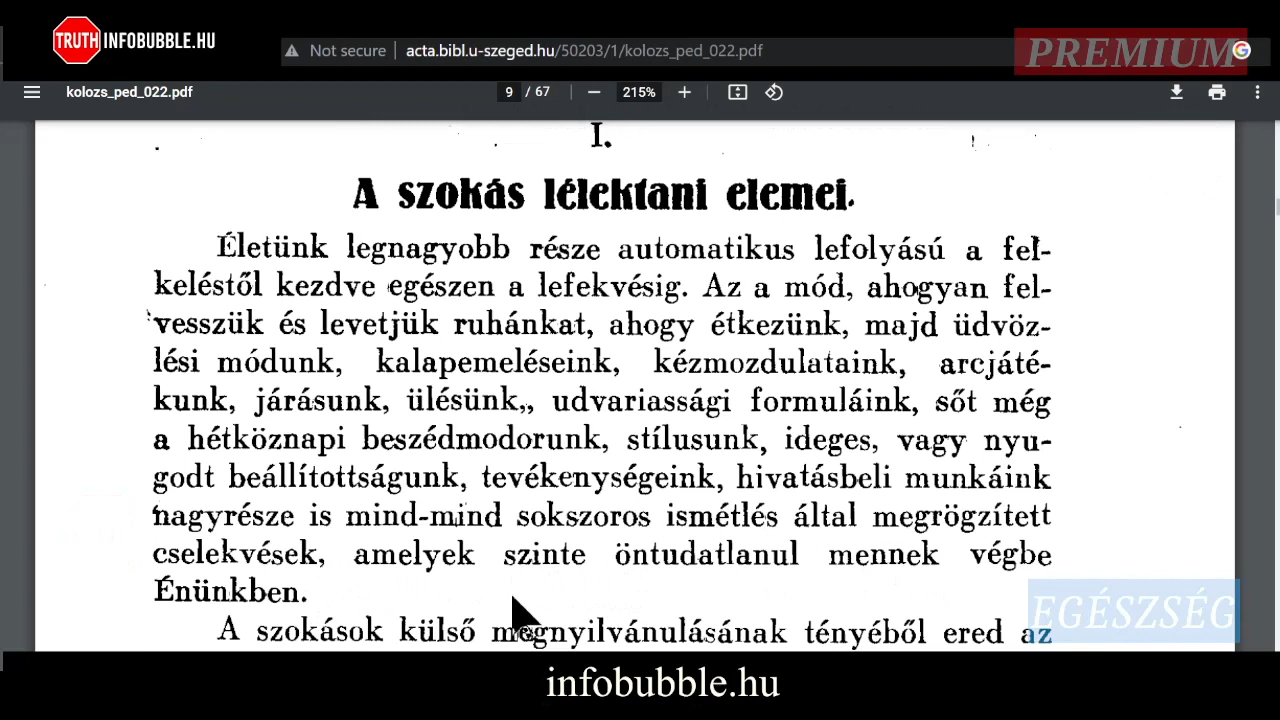 TRUTH INFOBUBBLE.HU
Not secure acta.bibl.u-szeged.hu/50203/1/kolozs_ped_022.pdf
PREMIUM
G
kolozs_ped_022.pdf 9 / 67 215%
I.
A szokás lélektani elemei.
Életünk legnagyobb része automatikus lefolyású a fel-
keléstől kezdve egészen a lefekvésig. Az a mód, ahogyan fel-
vesszük és levetjük ruhánkat, ahogy étkezünk, majd üdvöz-
lési módunk, kalapemeléseink, kézmozdulataink, arcjáté-
kunk, járásunk, ülésünk,, udvariassági formuláink, sőt még
a hétköznapi beszédmodorunk, stílusunk, ideges, vagy nyu-
godt beállítottságunk, tevékenységeink, hivatásbeli munkáink
nagyrésze is mind-mind sokszoros ismétlés által megrögzített
cselekvések, amelyek szinte öntudatlanul mennek végbe
Énünkben.
EGÉSZSÉG
A szokások külső megnyilvánulásának tényéből ered az
infobubble.hu